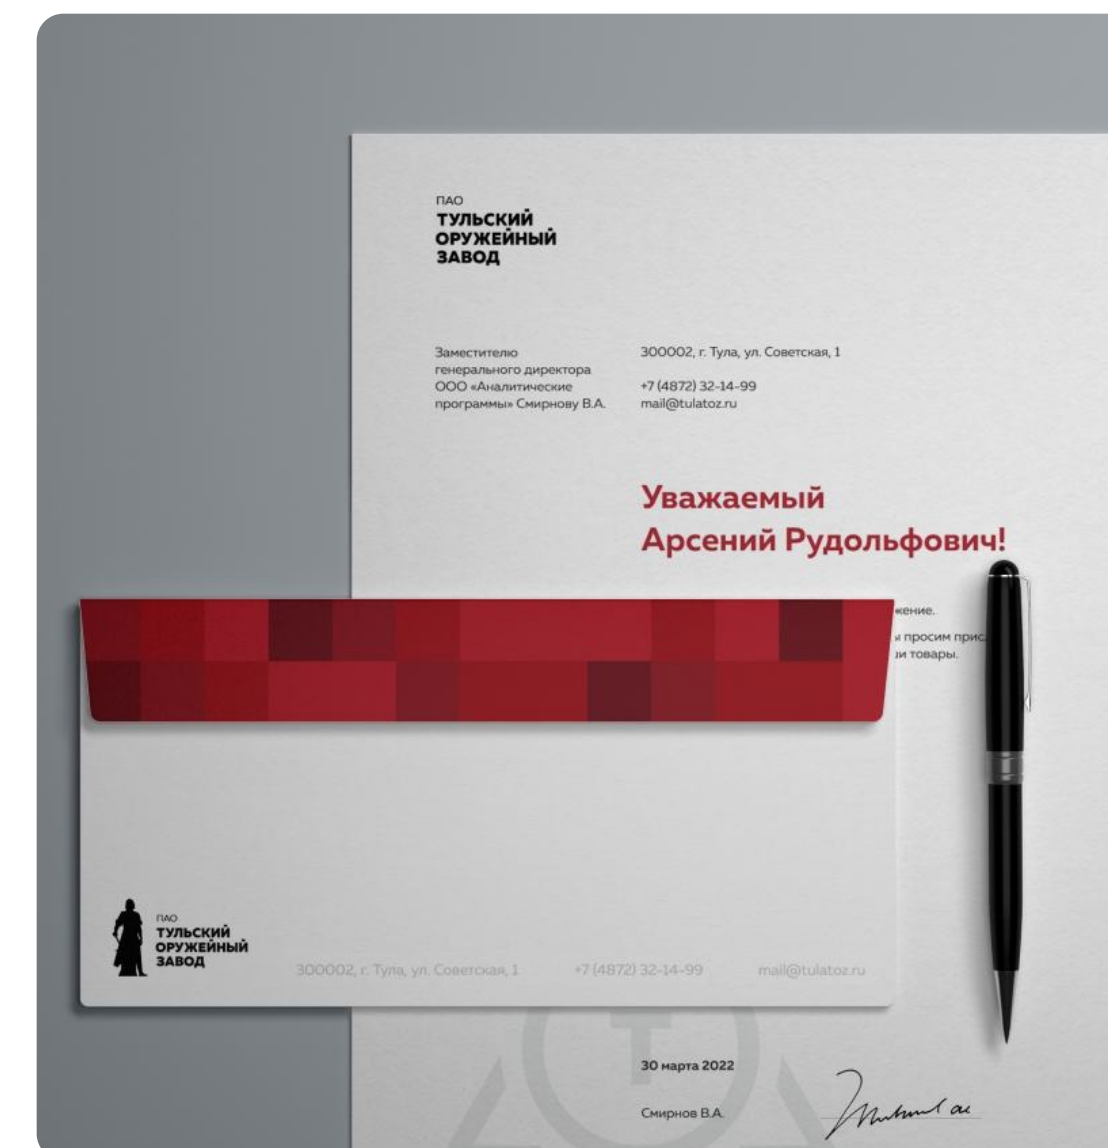 ПАО
ТУЛЬСКИЙ
ОРУЖЕЙНЫЙ
ЗАВОД
Заместителю
генерального директора
ООО «Аналитические
программы» Смирнову В.А.
300002, г. Тула, ул. Советская, 1
+7 (4872) 32-14-99
mail@tulatoz.ru
Уважаемый
Арсений Рудольфович!
жение.
просим
товары.
ПАО
ТУЛЬСКИЙ
ОРУЖЕЙНЫЙ
ЗАВОД
300002, г. Тула, ул. Советская, 1
+7 (4872) 32-14-99
mail@tulatoz.ru
Т
30 марта 2022
Смирнов В.А.